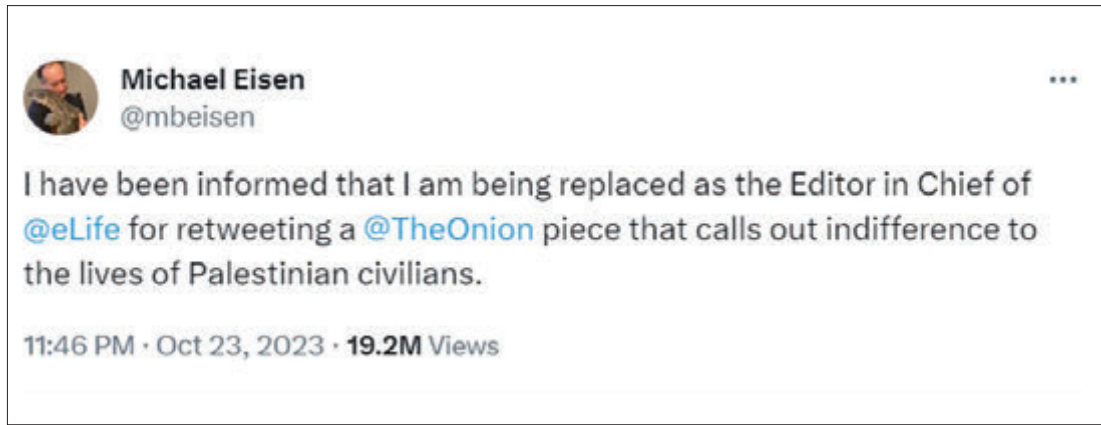 Michael Eisen
@mbeisen
I have been informed that I am being replaced as the Editor in Chief of
@eLife for retweeting a @TheOnion piece that calls out indifference to
the lives of Palestinian civilians.
11:46 PM · Oct 23, 2023 · 19.2M Views